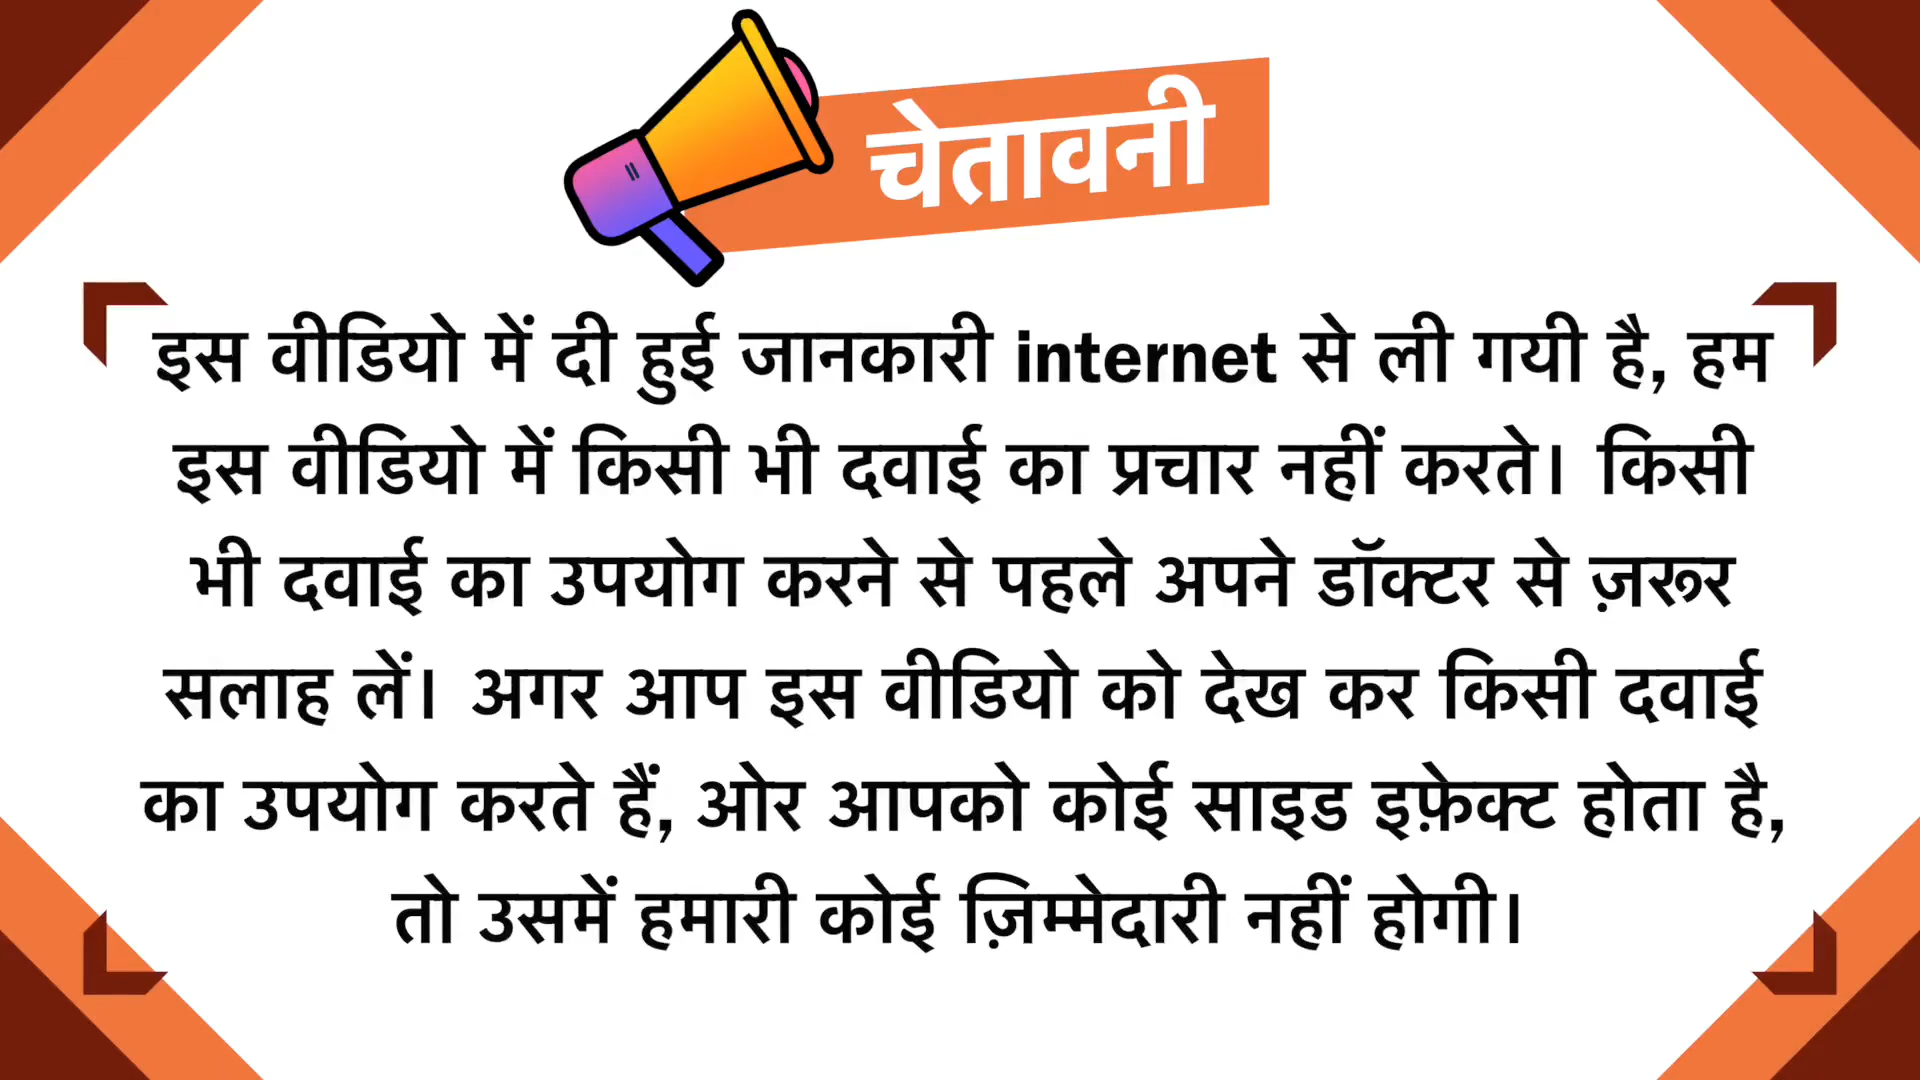 चेतावनी
इस वीडियो में दी हुई जानकारी internet से ली गयी है, हम
इस वीडियो में किसी भी दवाई का प्रचार नहीं करते। किसी
भी दवाई का उपयोग करने से पहले अपने डॉक्टर से ज़रूर
सलाह लें। अगर आप इस वीडियो को देख कर किसी दवाई
का उपयोग करते हैं, ओर आपको कोई साइड इफ़ेक्ट होता है,
तो उसमें हमारी कोई ज़िम्मेदारी नहीं होगी।